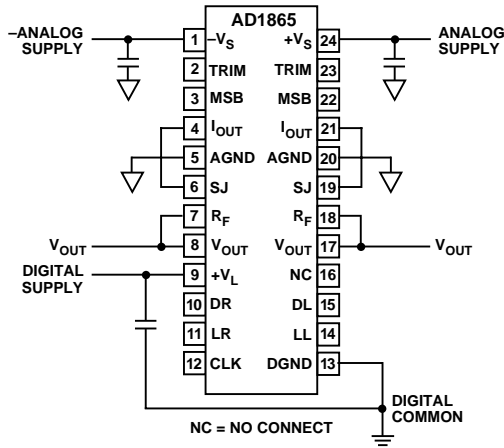 AD1865
–ANALOG
SUPPLY
1 –VS
+VS 24
ANALOG
SUPPLY
2 TRIM
TRIM 23
3 MSB
MSB 22
4 IOUT
IOUT 21
5 AGND
AGND 20
6 SJ
SJ 19
7 RF
RF 18
VOUT
8 VOUT
VOUT 17
VOUT
DIGITAL
SUPPLY
9 +VL
NC 16
10 DR
DL 15
11 LR
LL 14
12 CLK
DGND 13
DIGITAL
COMMON
NC = NO CONNECT